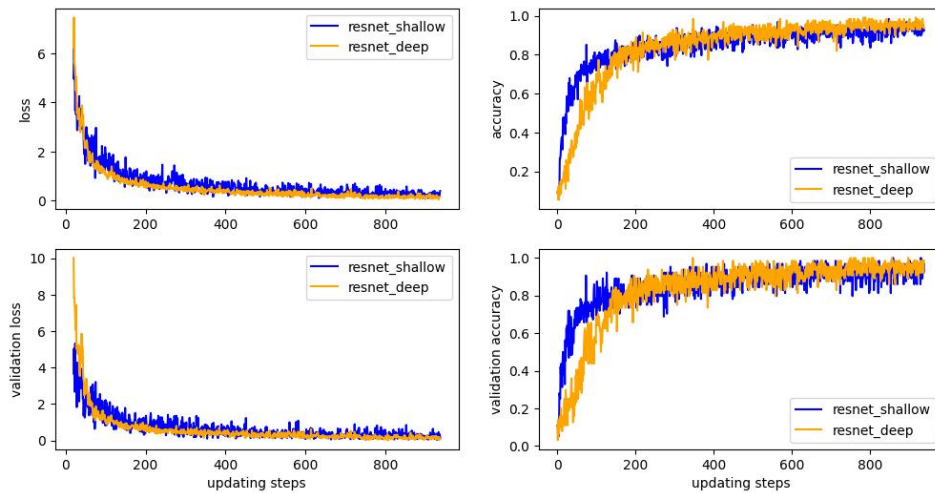 loss
6
4
2
0
0
200
400
600
800
resnet_shallow
resnet_deep
accuracy
1.0
0.8
0.6
0.4
0.2
0
200
400
600
800
resnet_shallow
resnet_deep
validation loss
10
8
6
4
2
0
0
200
400
600
800
updating steps
resnet_shallow
resnet_deep
validation accuracy
1.0
0.8
0.6
0.4
0.2
0.0
0
200
400
600
800
updating steps
resnet_shallow
resnet_deep